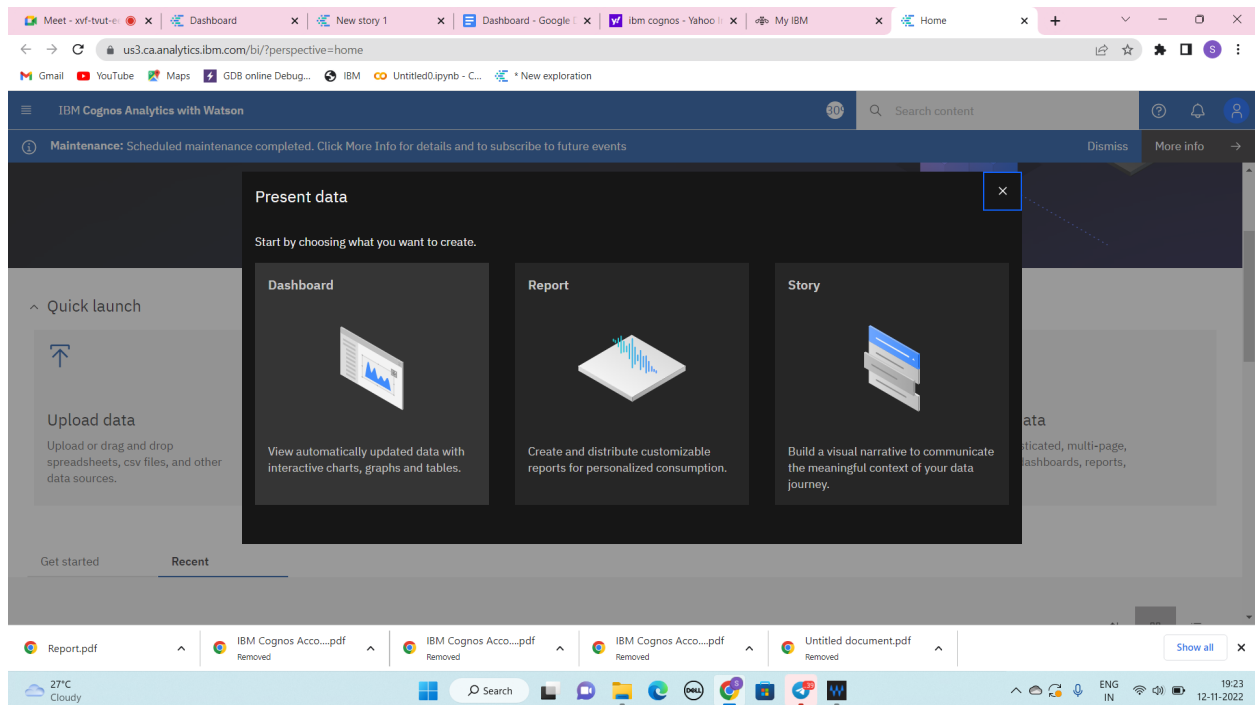 Meet - xvf-tvut-e
Dashboard
New story 1
Dashboard - Google
ibm cognos - Yahoo
My IBM
Home
us3.ca.analytics.ibm.com/bi/?perspective=home
S
Gmail
YouTube
Maps
GDB online Debug...
IBM
Untitled0.ipynb - C...
* New exploration
IBM Cognos Analytics with Watson
Search content
Maintenance: Scheduled maintenance completed. Click More Info for details and to subscribe to future events
Dismiss
More info
Present data
Start by choosing what you want to create.
Dashboard
View automatically updated data with
interactive charts, graphs and tables.
Report
Create and distribute customizable
reports for personalized consumption.
Story
Build a visual narrative to communicate
the meaningful context of your data
journey.
Quick launch
Upload data
Upload or drag and drop
spreadsheets, csv files, and other
data sources.
ata
ticated, multi-page,
lashboards, reports,
Get started
Recent
Report.pdf
IBM Cognos Acco....pdf
Removed
IBM Cognos Acco....pdf
Removed
IBM Cognos Acco....pdf
Removed
Untitled document.pdf
Removed
Show all
27°C
Cloudy
Search
DELL
ENG
IN
19:23
12-11-2022